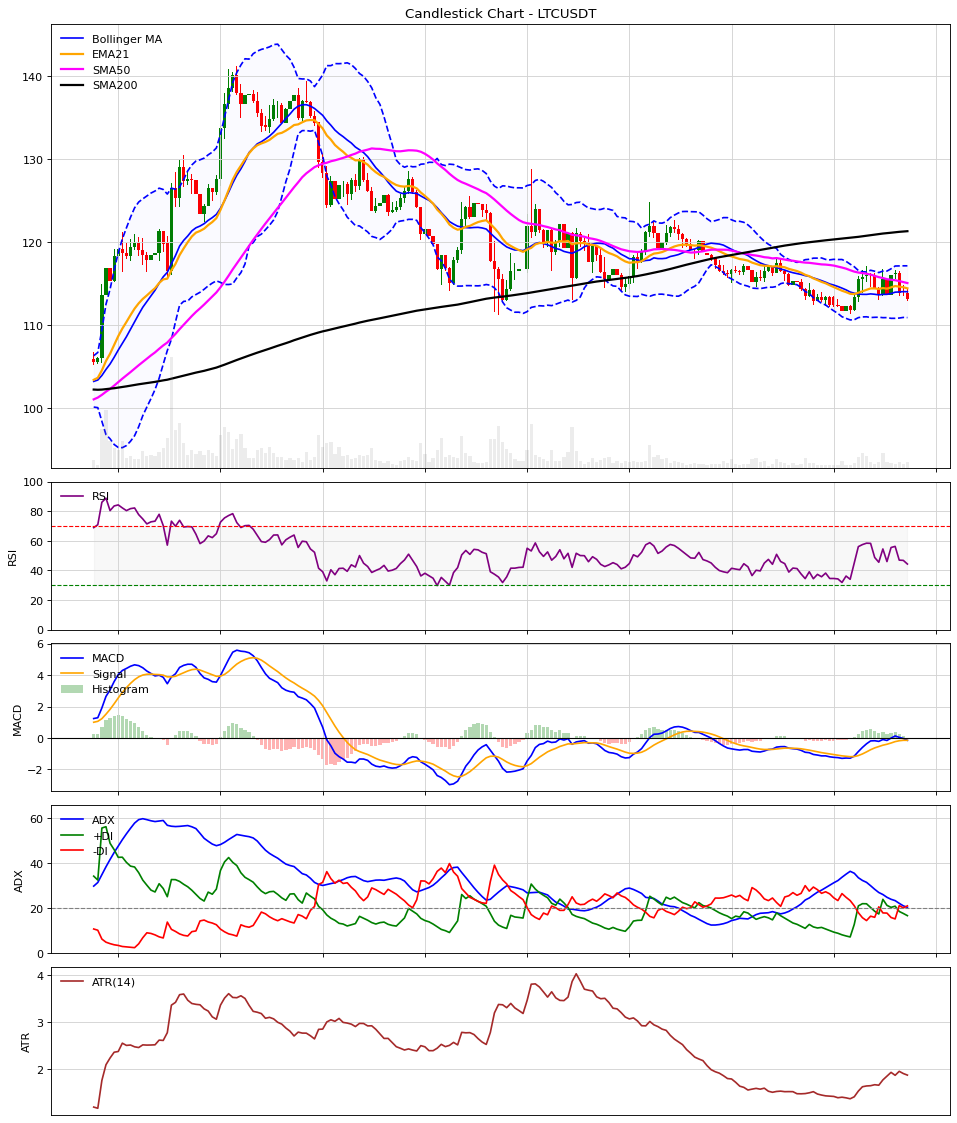 Candlestick Chart - LTCUSDT
Bollinger MA
EMA21
SMA50
SMA200
140
130
120
110
100
RSI
100
80
60
40
20
0
RSI
MACD
Signal
Histogram
6
4
2
0
−2
MACD
ADX
+DI
-DI
60
40
20
0
ADX
ATR(14)
4
3
2
ATR